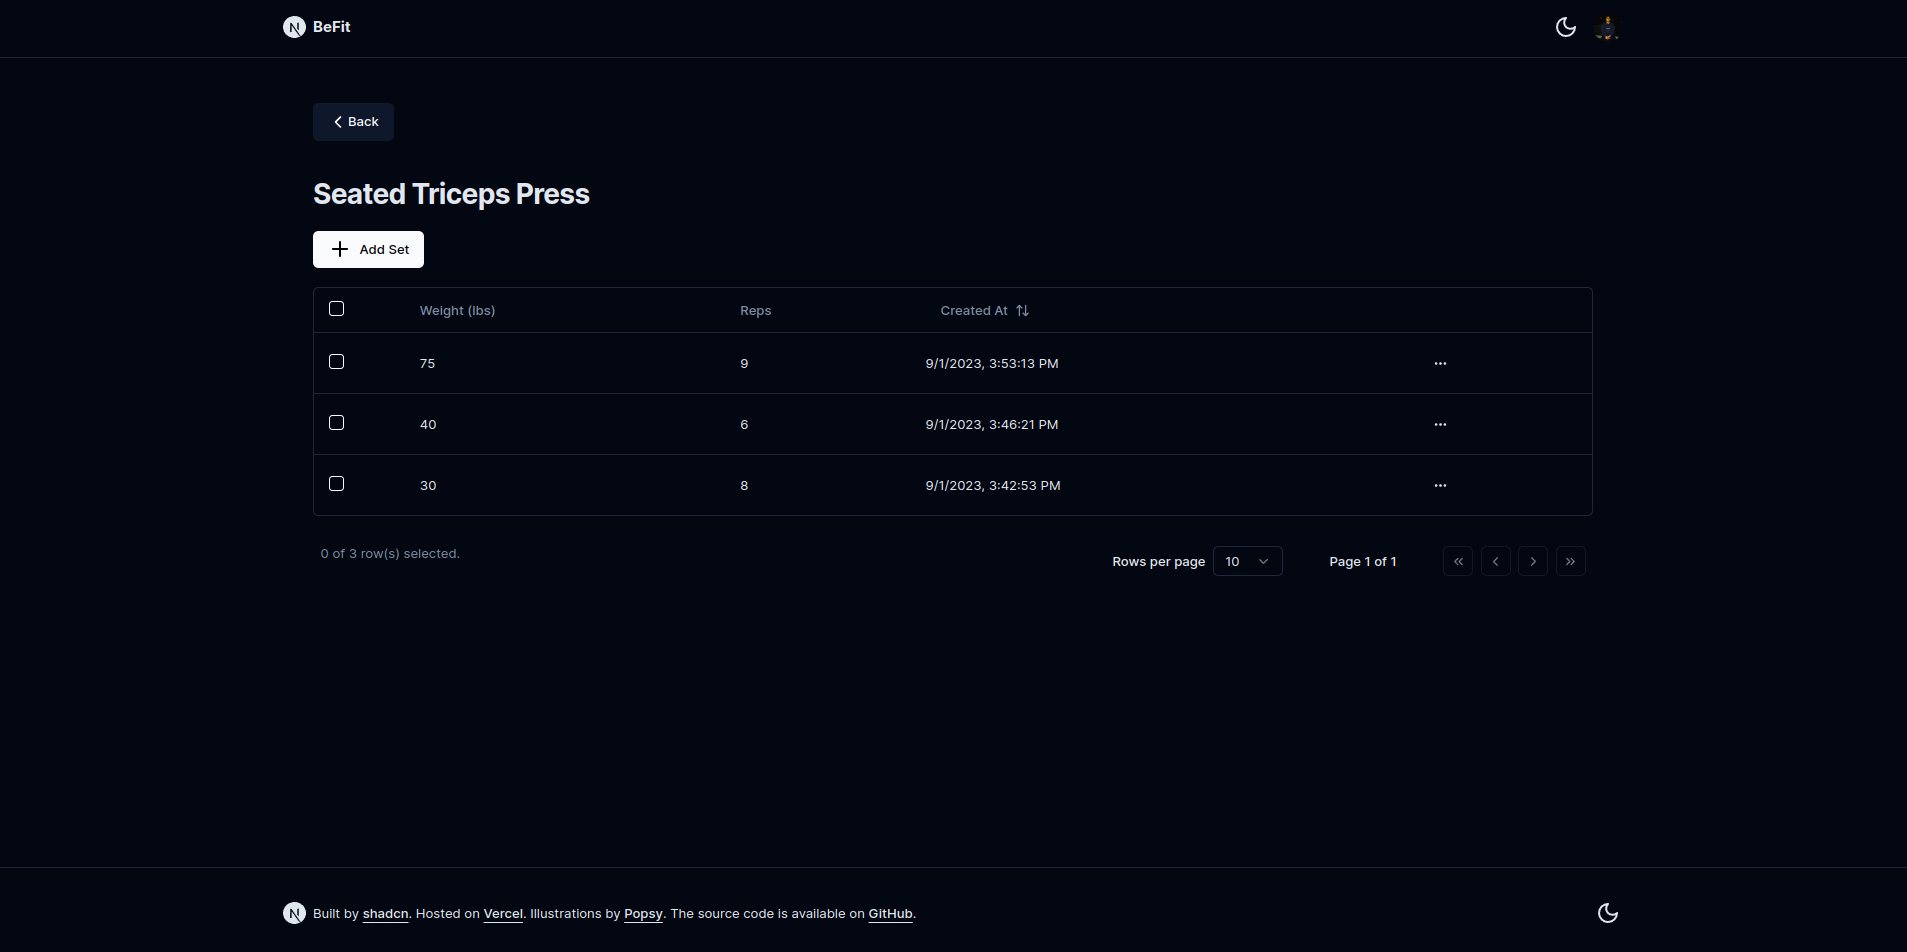 BeFit
Back
Seated Triceps Press
Add Set
Weight (lbs) Reps Created At
75 9 9/1/2023, 3:53:13 PM
40 6 9/1/2023, 3:46:21 PM
30 8 9/1/2023, 3:42:53 PM
0 of 3 row(s) selected.
Rows per page 10 Page 1 of 1
Built by shadcn. Hosted on Vercel. Illustrations by Popsy. The source code is available on GitHub.